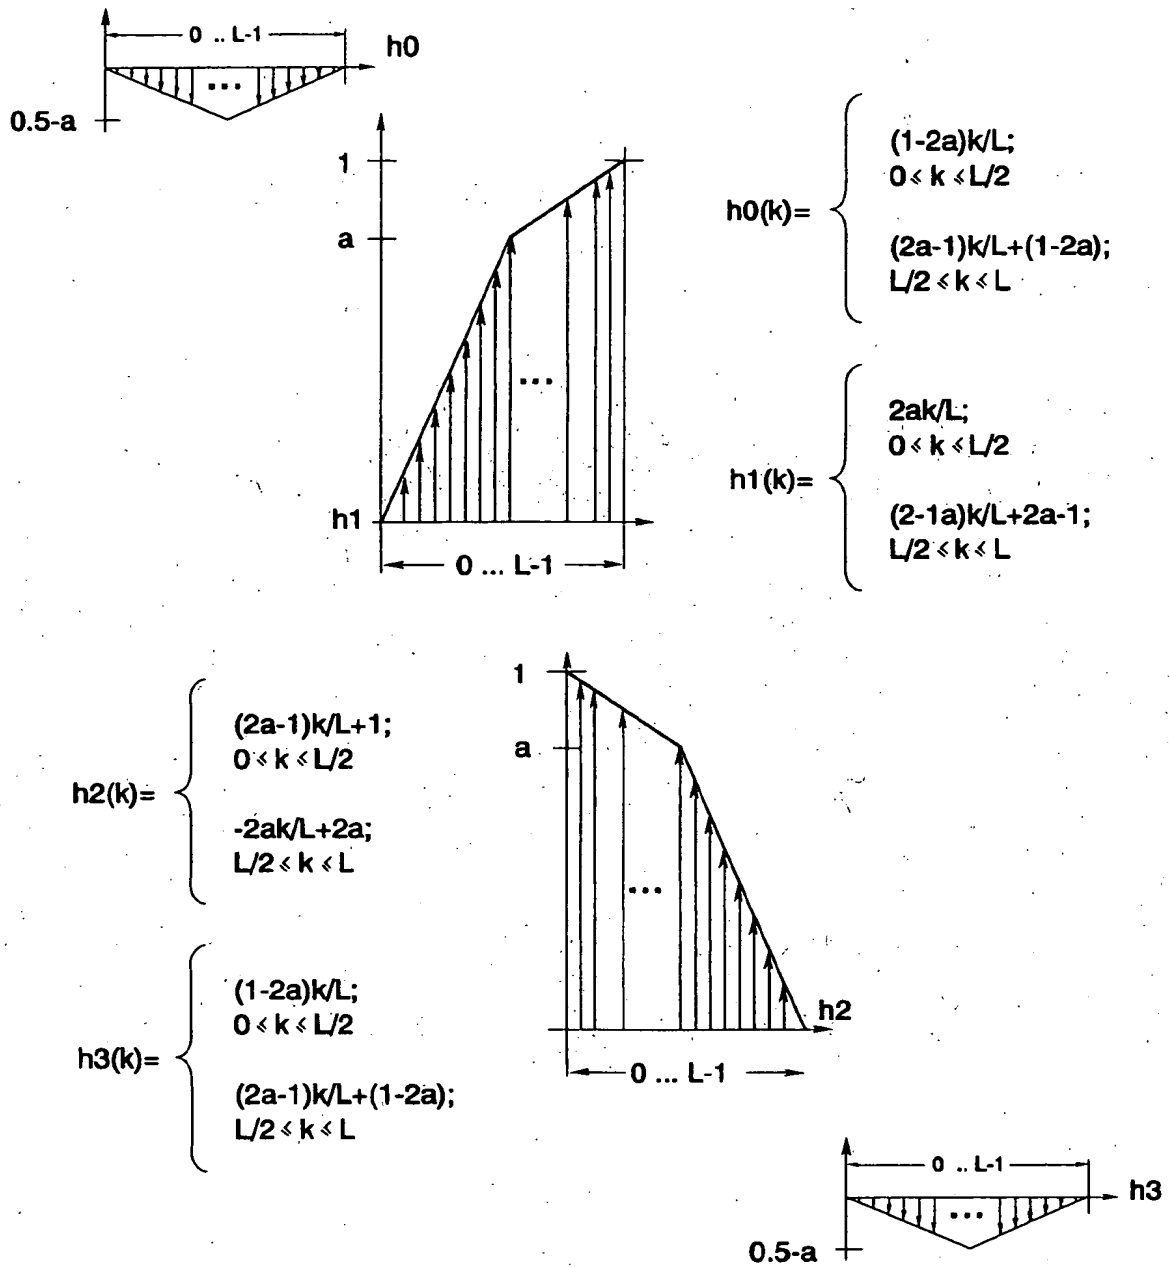 0 .. L-1
h0
0.5-a
1
a
h1
...
0 ... L-1
h0(k)=
(1-2a)k/L;
0≤k≤L/2
(2a-1)k/L+(1-2a);
L/2≤k≤L
h1(k)=
2ak/L;
0≤k≤L/2
(2-1a)k/L+2a-1;
L/2≤k≤L
h2(k)=
(2a-1)k/L+1;
0≤k≤L/2
-2ak/L+2a;
L/2≤k≤L
1
a
...
h2
0 ... L-1
h3(k)=
(1-2a)k/L;
0≤k≤L/2
(2a-1)k/L+(1-2a);
L/2≤k≤L
0 .. L-1
h3
...
0.5-a